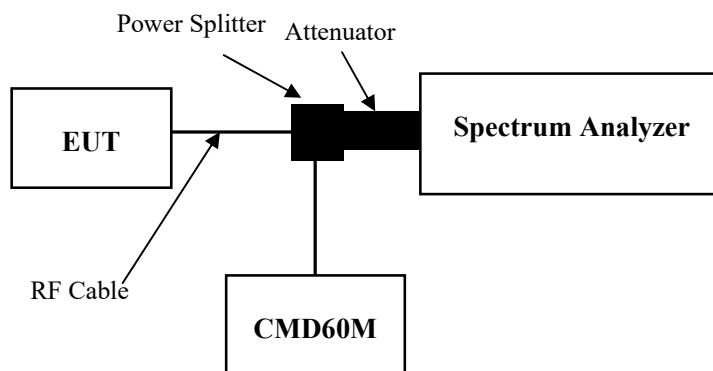 Power Splitter
Attenuator
EUT
Spectrum Analyzer
RF Cable
CMD60M